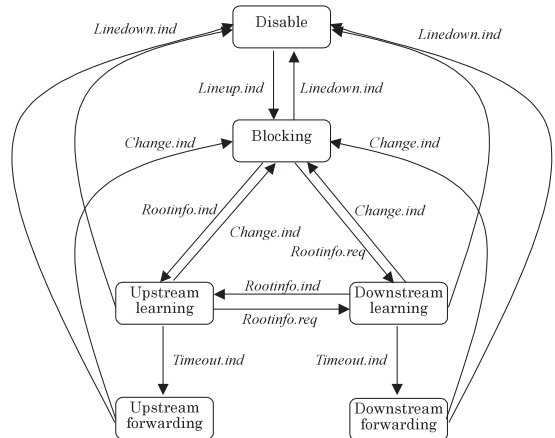 Disable
Linedown.ind
Linedown.ind
Lineup.ind
Linedown.ind
Blocking
Change.ind
Change.ind
Rootinfo.ind
Change.ind
Change.ind
Rootinfo.req
Upstream
learning
Rootinfo.ind
Rootinfo.req
Downstream
learning
Timeout.ind
Timeout.ind
Upstream
forwarding
Downstream
forwarding